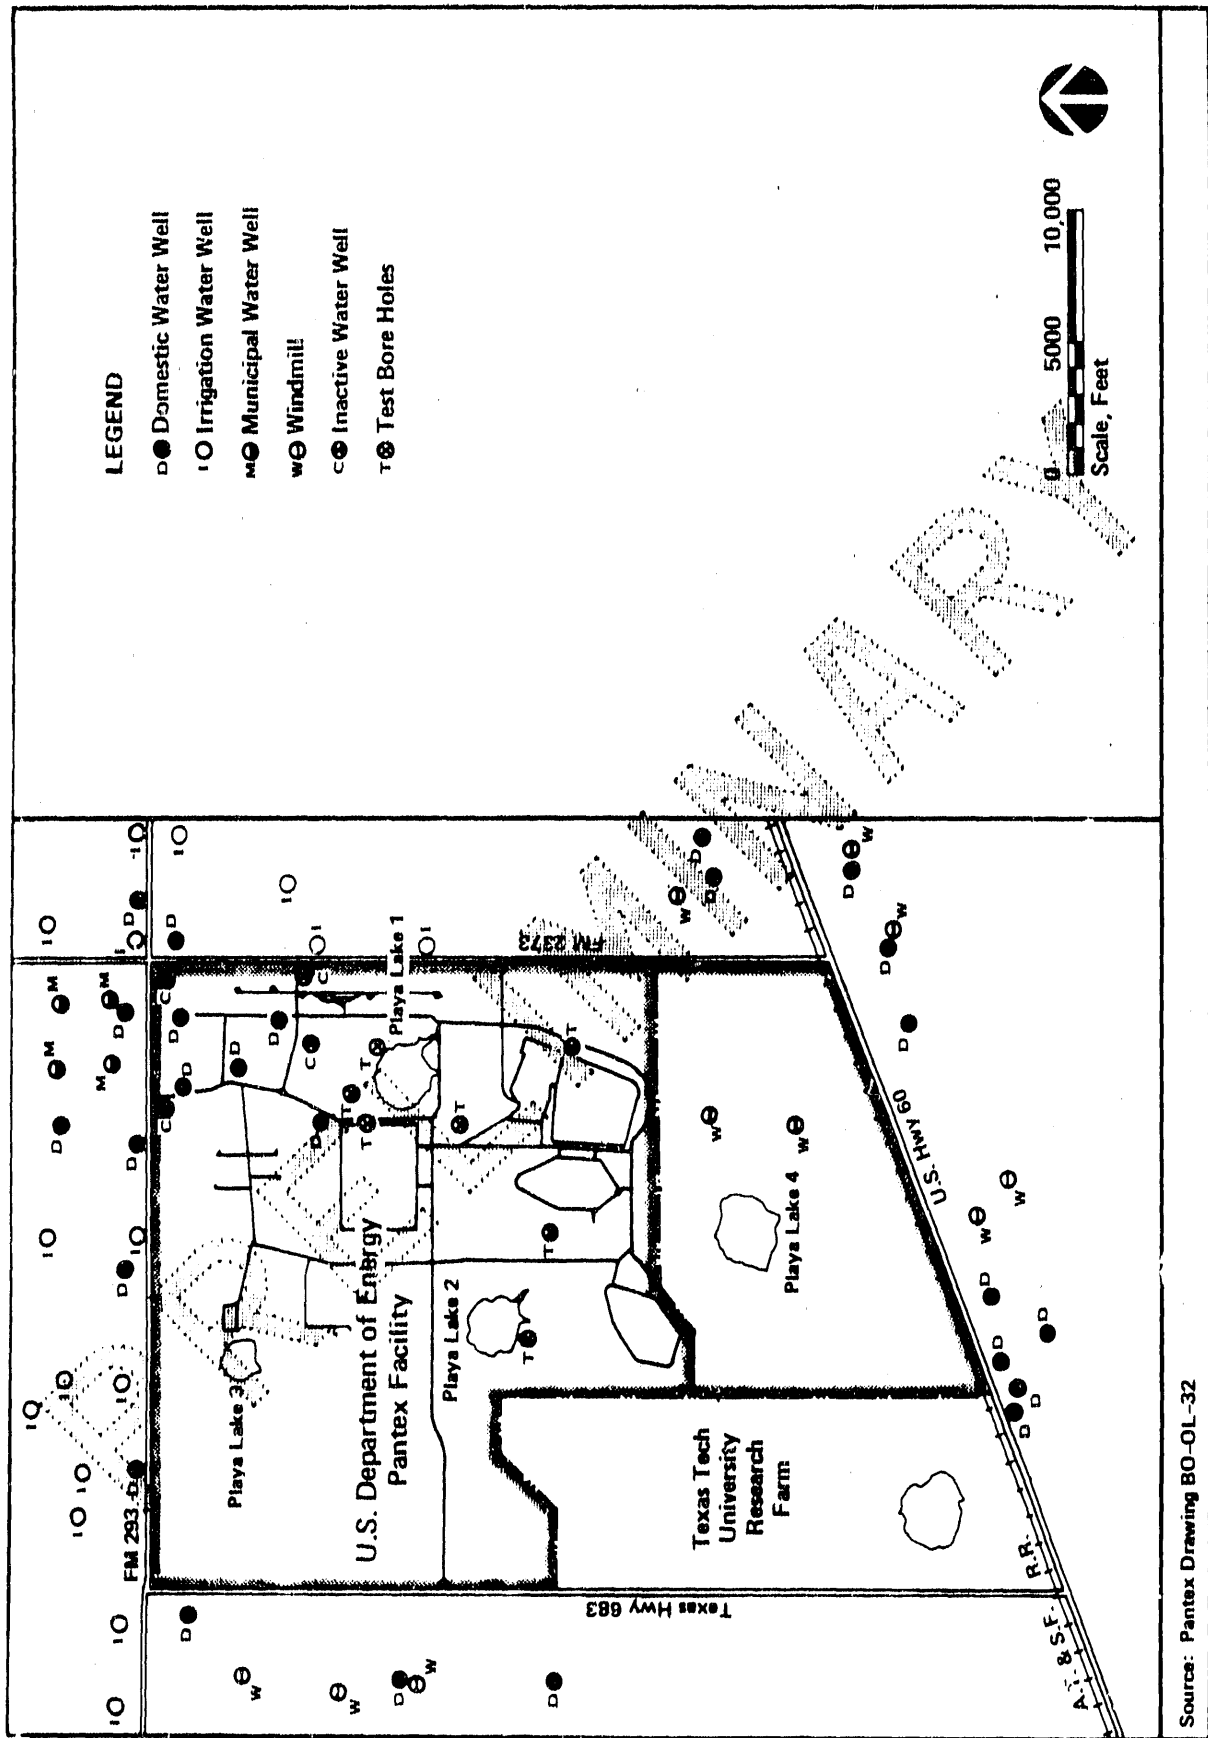 LEGEND
D Domestic Water Well
I Irrigation Water Well
M Municipal Water Well
W Windmill
C Inactive Water Well
T Test Bore Holes
0 5000 10,000
Scale, Feet
FM 293
FM 2373
Texas Hwy 683
U.S. Hwy 60
A.T. & S.F. R.R.
Playa Lake 1
Playa Lake 2
Playa Lake 3
Playa Lake 4
U.S. Department of Energy
Pantex Facility
Texas Tech
University
Research
Farm
Source: Pantex Drawing BO-OL-32